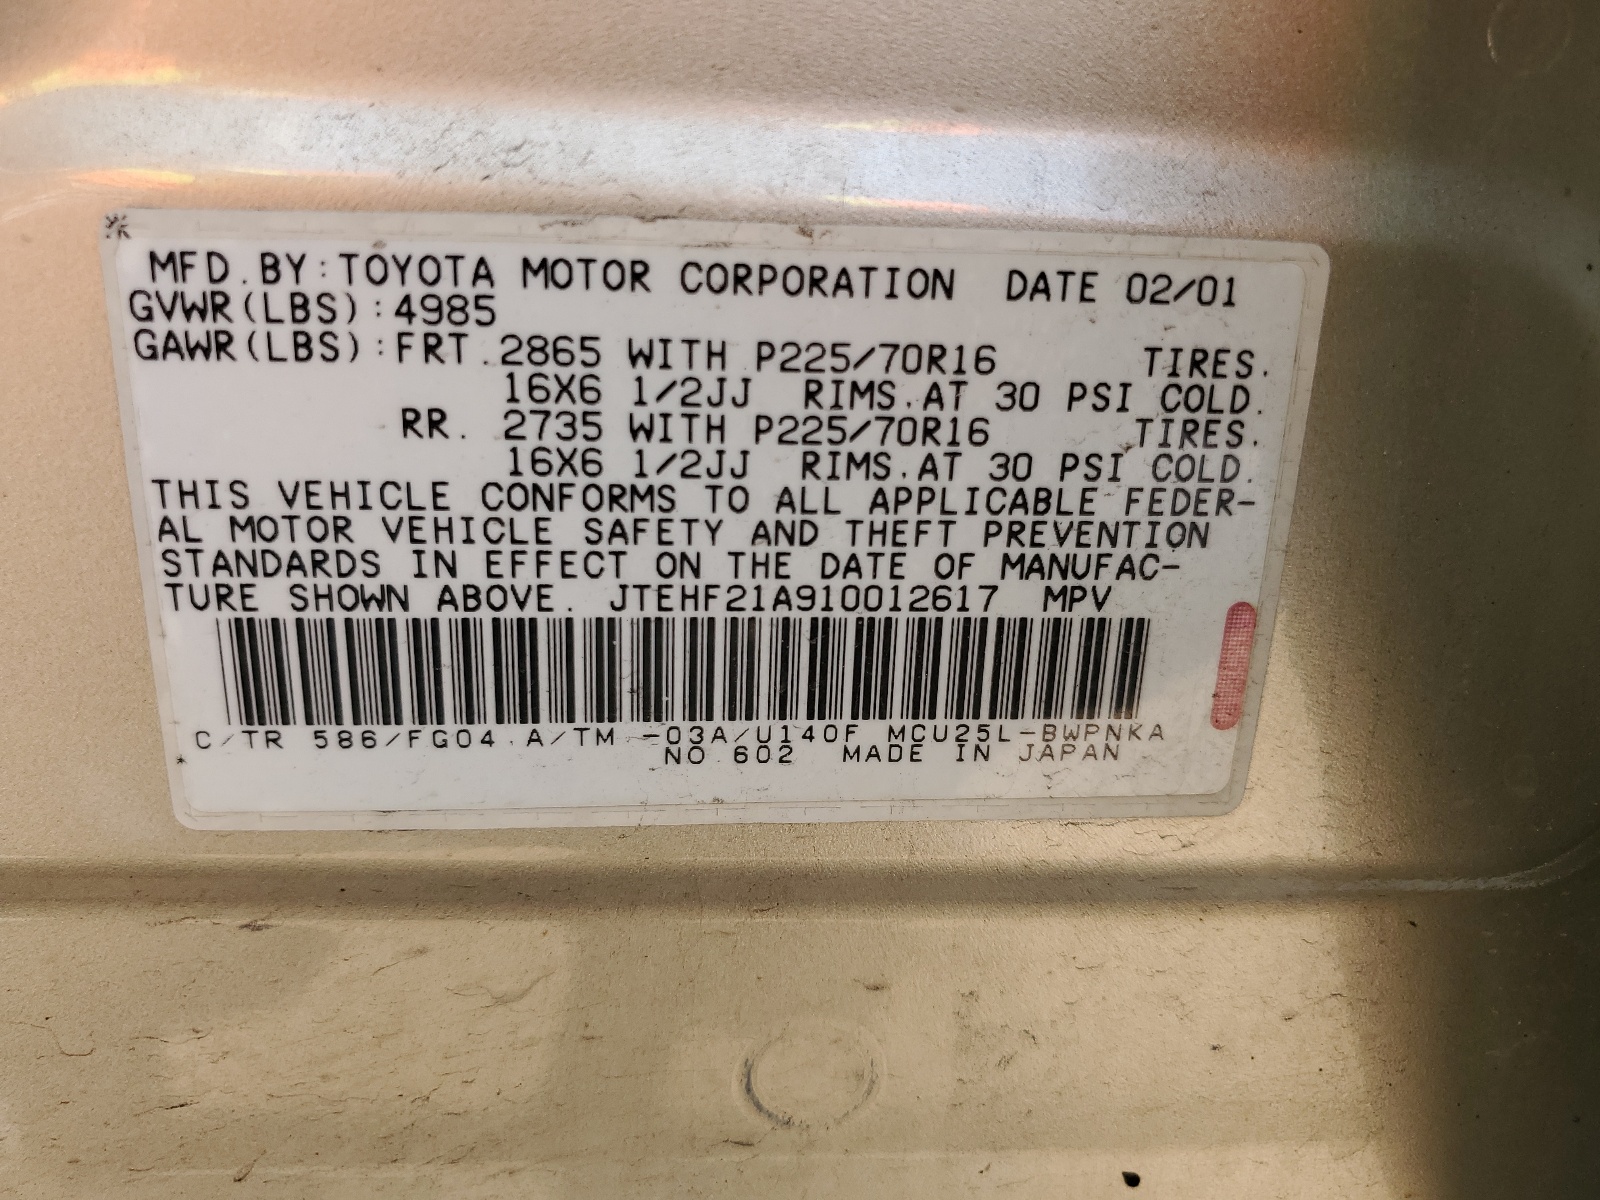 MFD.BY:TOYOTA MOTOR CORPORATION DATE 02/01
GVWR(LBS):4985
GAWR(LBS):FRT.2865 WITH P225/70R16 TIRES.
16X6 1/2JJ RIMS.AT 30 PSI COLD.
RR. 2735 WITH P225/70R16 TIRES.
16X6 1/2JJ RIMS.AT 30 PSI COLD.
THIS VEHICLE CONFORMS TO ALL APPLICABLE FEDER-
AL MOTOR VEHICLE SAFETY AND THEFT PREVENTION
STANDARDS IN EFFECT ON THE DATE OF MANUFAC-
TURE SHOWN ABOVE. JTEHF21A910012617 MPV
C/TR 586/FG04.A/TM -03A/U140F MCU25L-BWPNKA
NO.602 MADE IN JAPAN